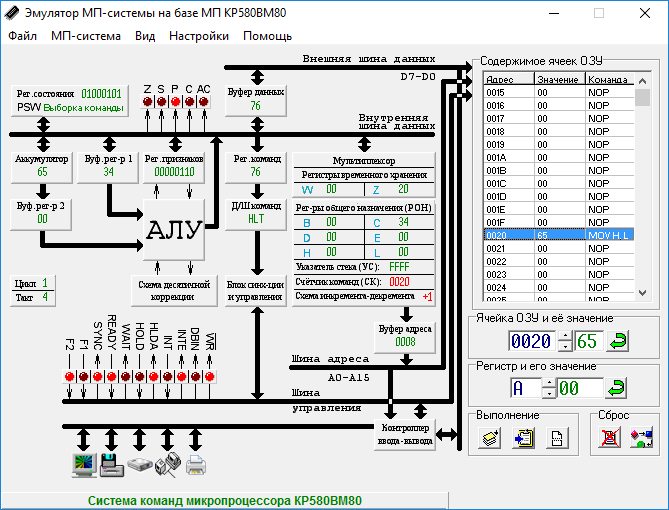 Эмулятор МП-системы на базе МП КР580ВМ80
Файл МП-система Вид Настройки Помощь
Внешняя шина данных
D7-D0
Рег.состояния 01000101
PSW Выборка команды
Z S P C AC
Буфер данных
76
Внутренняя
шина данных
Аккумулятор
65
Буф.рег-р 1
34
Рег.признаков
00000110
Рег.команд
76
Мультиплексор
Регистры временного хранения
W 00 Z 20
Буф.рег-р 2
00
АЛУ
Д/Ш команд
HLT
Рег-ры общего назначения (РОН)
B 00 C 34
D 00 E 00
H 00 L 00
Указатель стека (УС): FFFF
Счётчик команд (СК): 0020
Схема инкремента-декремента +1
Цикл 1
Такт 4
Схема десятичной
коррекции
Блок синх-ции
и управления
Буфер адреса
0008
F2 F1 SYNC READY WAIT HOLD HLDA INT INTE DBIN WR
Шина адреса
A0-A15
Шина
управления
Контроллер
ввода-вывода
Система команд микропроцессора КР580ВМ80
Содержимое ячеек ОЗУ
Адрес Значение Команда
0015 00 NOP
0016 00 NOP
0017 00 NOP
0018 00 NOP
0019 00 NOP
001A 00 NOP
001B 00 NOP
001C 00 NOP
001D 00 NOP
001E 00 NOP
001F 00 NOP
0020 65 MOV H,L
0021 00 NOP
0022 00 NOP
0023 00 NOP
0024 00 NOP
0025 00 NOP
Ячейка ОЗУ и её значение
0020 65
Регистр и его значение
A 00
Выполнение
Сброс